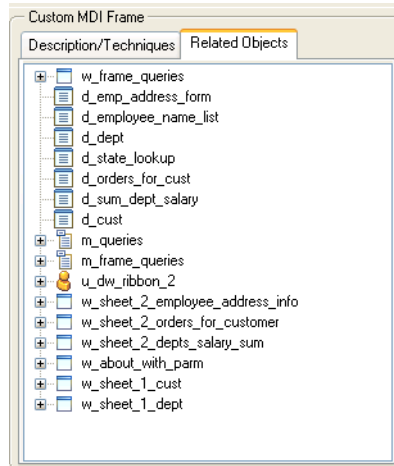 Custom MDI Frame
Description/Techniques Related Objects
w_frame_queries
d_emp_address_form
d_employee_name_list
d_dept
d_state_lookup
d_orders_for_cust
d_sum_dept_salary
d_cust
m_queries
m_frame_queries
u_dw_ribbon_2
w_sheet_2_employee_address_info
w_sheet_2_orders_for_customer
w_sheet_2_depts_salary_sum
w_about_with_parm
w_sheet_1_cust
w_sheet_1_dept